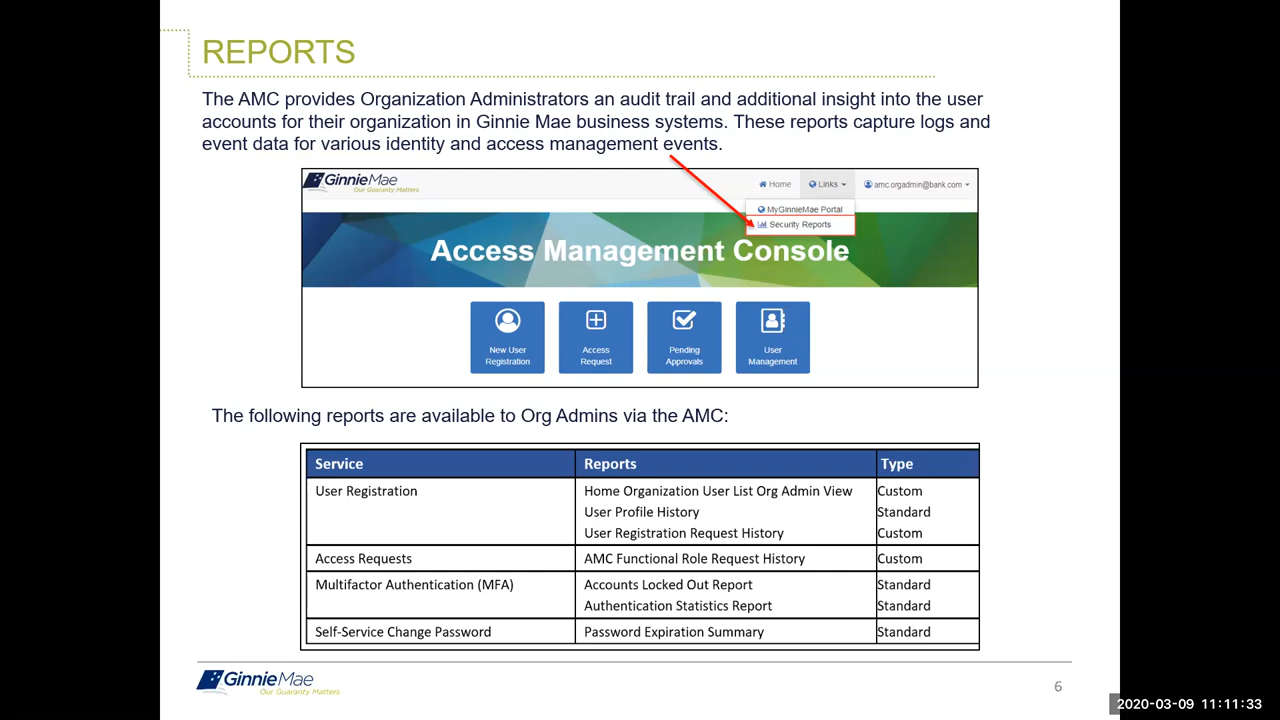 REPORTS
The AMC provides Organization Administrators an audit trail and additional insight into the user
accounts for their organization in Ginnie Mae business systems. These reports capture logs and
event data for various identity and access management events.
GinnieMae
Our Guaranty Matters
Home Links amc.orgadmin@bank.com
MyGinnieMae Portal
Security Reports
Access Management Console
New User
Registration
Access
Request
Pending
Approvals
User
Management
The following reports are available to Org Admins via the AMC:
Service Reports Type
User Registration Home Organization User List Org Admin View Custom
User Profile History Standard
User Registration Request History Custom
Access Requests AMC Functional Role Request History Custom
Multifactor Authentication (MFA) Accounts Locked Out Report Standard
Authentication Statistics Report Standard
Self-Service Change Password Password Expiration Summary Standard
GinnieMae
Our Guaranty Matters
6
2020-03-09 11:11:33